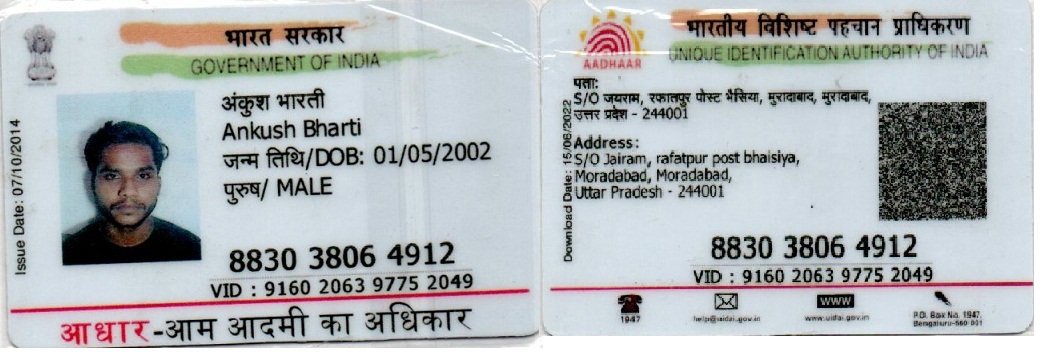 भारत सरकार
GOVERNMENT OF INDIA
Issue Date: 07/10/2014
अंकुश भारती
Ankush Bharti
जन्म तिथि/DOB: 01/05/2002
पुरुष/ MALE
8830 3806 4912
VID : 9160 2063 9775 2049
आधार-आम आदमी का अधिकार
भारतीय विशिष्ट पहचान प्राधिकरण
UNIQUE IDENTIFICATION AUTHORITY OF INDIA
AADHAAR
Download Date: 15/06/2022
पता:
S/O जयराम, रफातपुर पोस्ट भैसिया, मुरादाबाद, मुरादाबाद,
उत्तर प्रदेश - 244001
Address:
S/O Jairam, rafatpur post bhaisiya,
Moradabad, Moradabad,
Uttar Pradesh - 244001
8830 3806 4912
VID : 9160 2063 9775 2049
WWW
1947
help@uidai.gov.in
www.uidai.gov.in
P.O. Box No. 1947,
Bengaluru-560 001